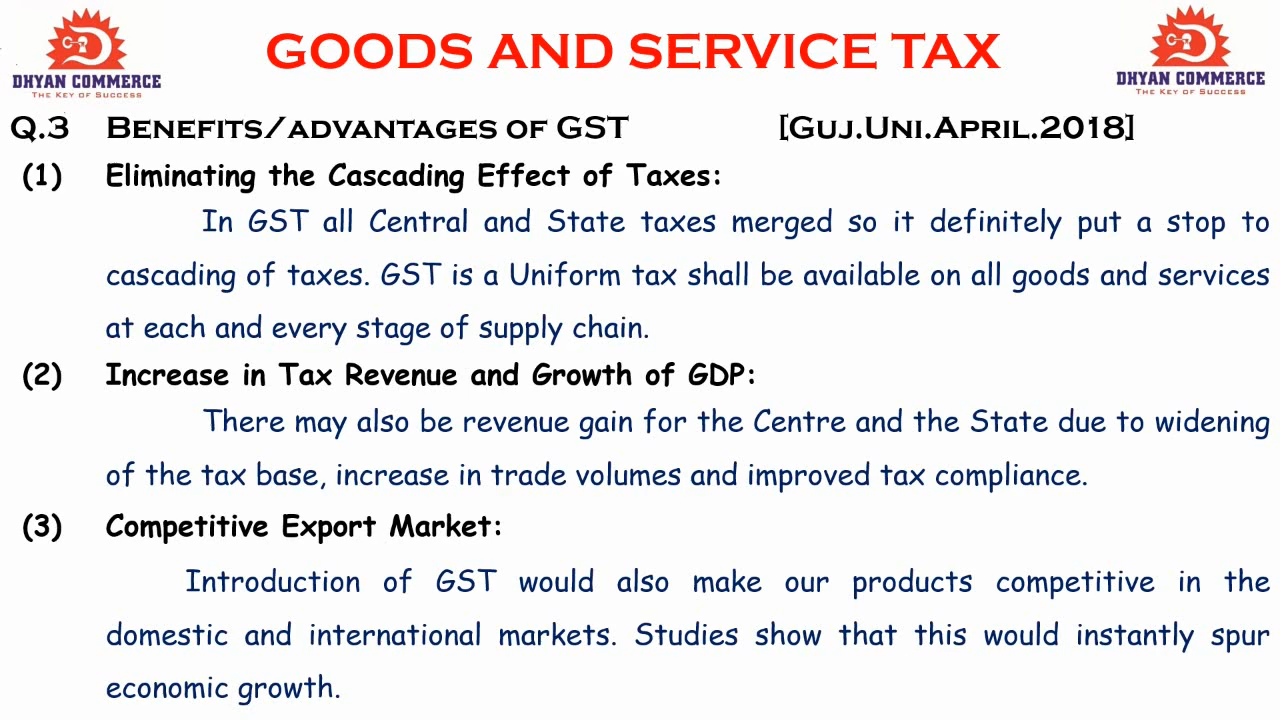 DHYAN COMMERCE
The Key of Success
GOODS AND SERVICE TAX
DHYAN COMMERCE
The Key of Success
Q.3 Benefits/advantages of GST [Guj.Uni.April.2018]
(1) Eliminating the Cascading Effect of Taxes:
In GST all Central and State taxes merged so it definitely put a stop to
cascading of taxes. GST is a Uniform tax shall be available on all goods and services
at each and every stage of supply chain.
(2) Increase in Tax Revenue and Growth of GDP:
There may also be revenue gain for the Centre and the State due to widening
of the tax base, increase in trade volumes and improved tax compliance.
(3) Competitive Export Market:
Introduction of GST would also make our products competitive in the
domestic and international markets. Studies show that this would instantly spur
economic growth.